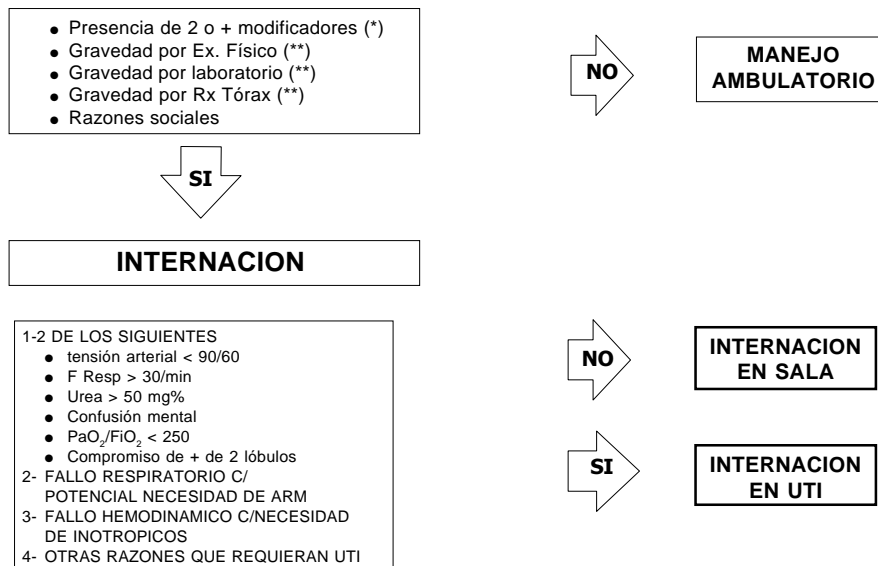 ● Presencia de 2 o + modificadores (*)
● Gravedad por Ex. Físico (**)
● Gravedad por laboratorio (**)
● Gravedad por Rx Tórax (**)
● Razones sociales
NO
MANEJO
AMBULATORIO
SI
INTERNACION
1-2 DE LOS SIGUIENTES
● tensión arterial < 90/60
● F Resp > 30/min
● Urea > 50 mg%
● Confusión mental
● PaO₂/FiO₂ < 250
● Compromiso de + de 2 lóbulos
2- FALLO RESPIRATORIO C/
POTENCIAL NECESIDAD DE ARM
3- FALLO HEMODINAMICO C/NECESIDAD
DE INOTROPICOS
4- OTRAS RAZONES QUE REQUIERAN UTI
NO
INTERNACION
EN SALA
SI
INTERNACION
EN UTI